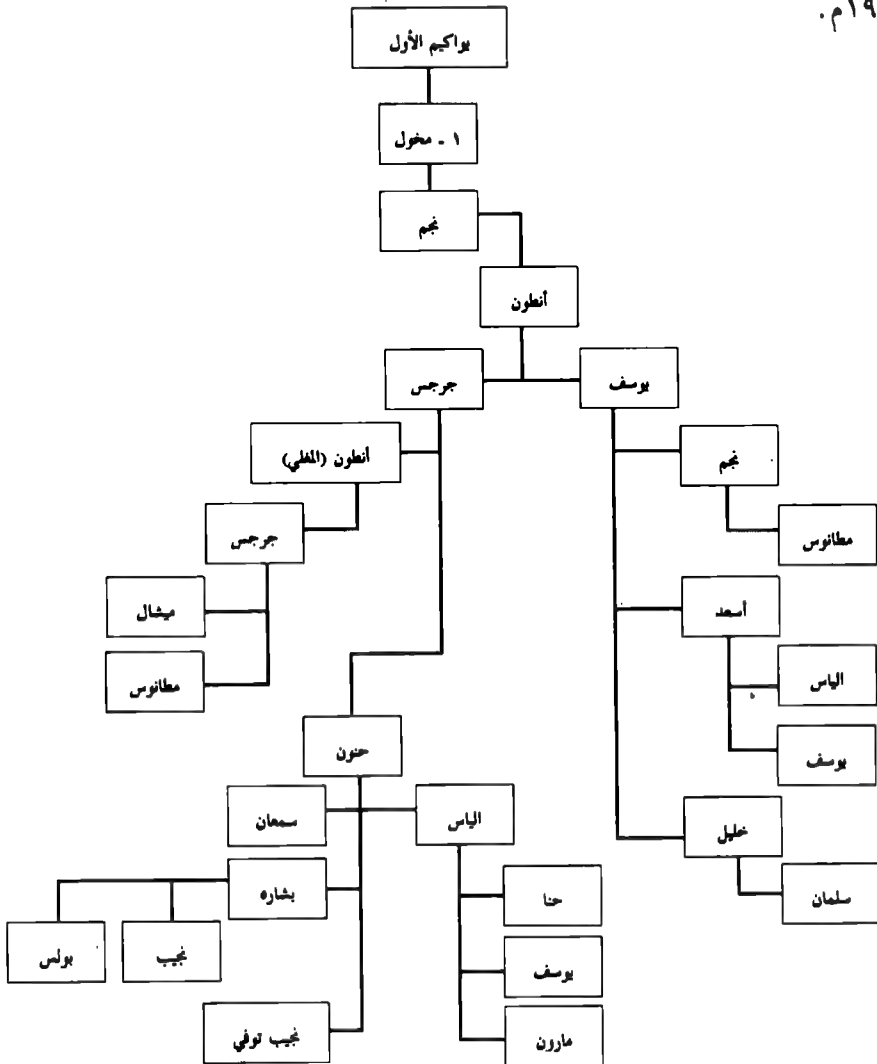 ١٩م.
يواكيم الأول
١ - مخول
نجم
أنطون
يوسف
جرجس
نجم
أنطون (المغلي)
مطانوس
جرجس
أسعد
ميشال
الياس
مطانوس
يوسف
حنون
خليل
الياس
سمعان
سلمان
حنا
بشاره
يوسف
نجيب
بولس
مارون
نجيب توفي